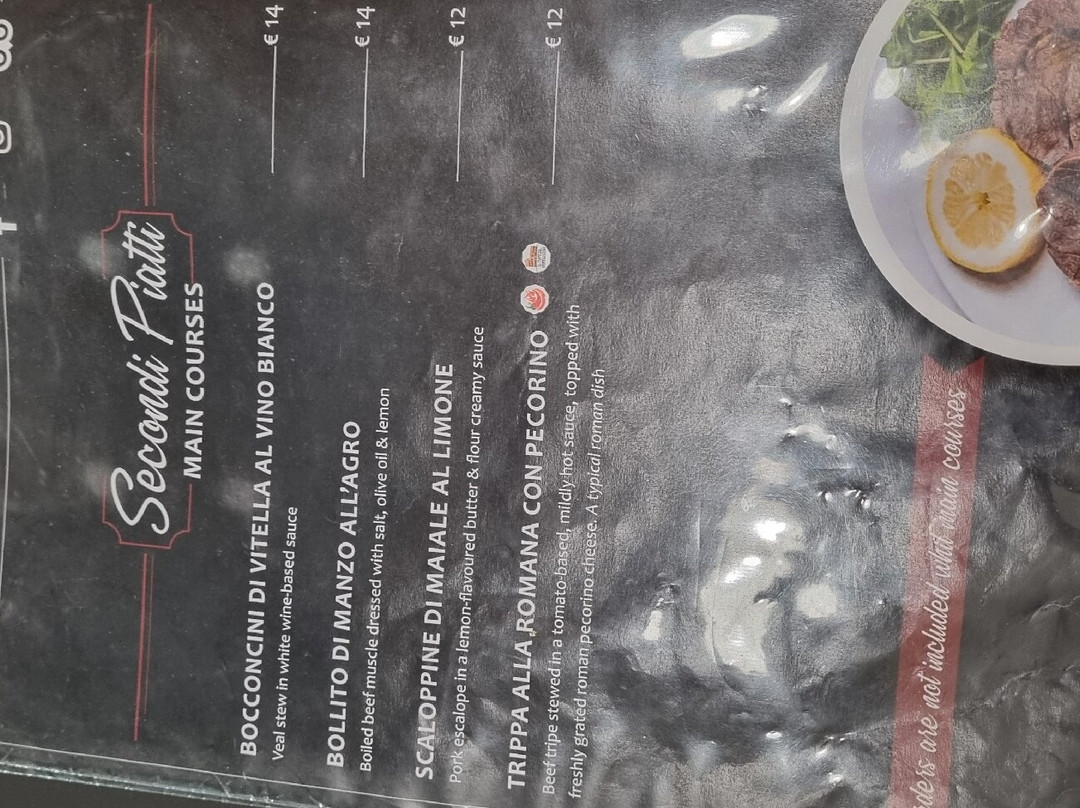 Secondi Piatti
MAIN COURSES
BOCCONCINI DI VITELLA AL VINO BIANCO € 14
Veal stew in white wine-based sauce
BOLLITO DI MANZO ALL'AGRO € 14
Boiled beef muscle dressed with salt, olive oil & lemon
SCALOPPINE DI MAIALE AL LIMONE € 12
Pork escalope in a lemon-flavoured butter & flour creamy sauce
TRIPPA ALLA ROMANA CON PECORINO € 12
Beef tripe stewed in a tomato-based, mildly hot sauce, topped with
freshly grated roman pecorino cheese. A typical roman dish
are not included what main courses